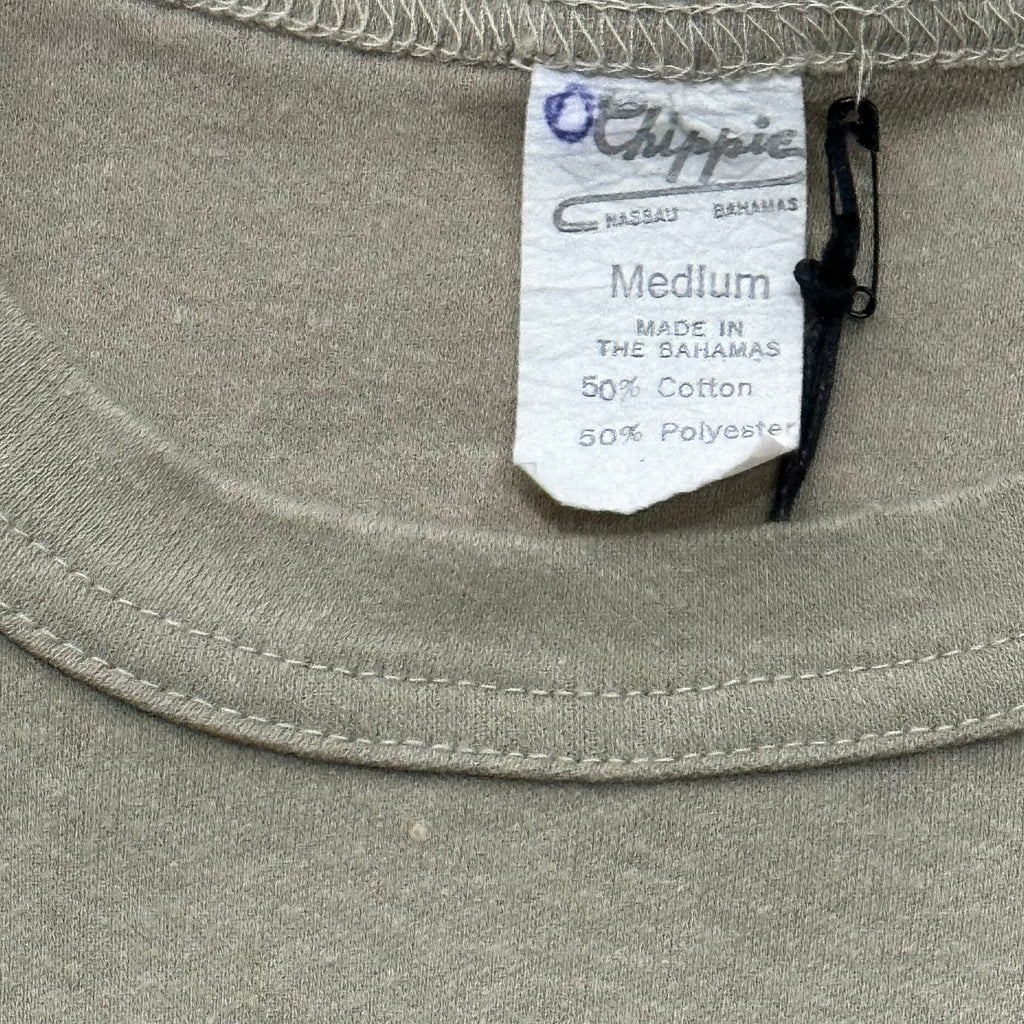 Chippie
NASSAU BAHAMAS
Medium
MADE IN
THE BAHAMAS
50% Cotton
50% Polyester